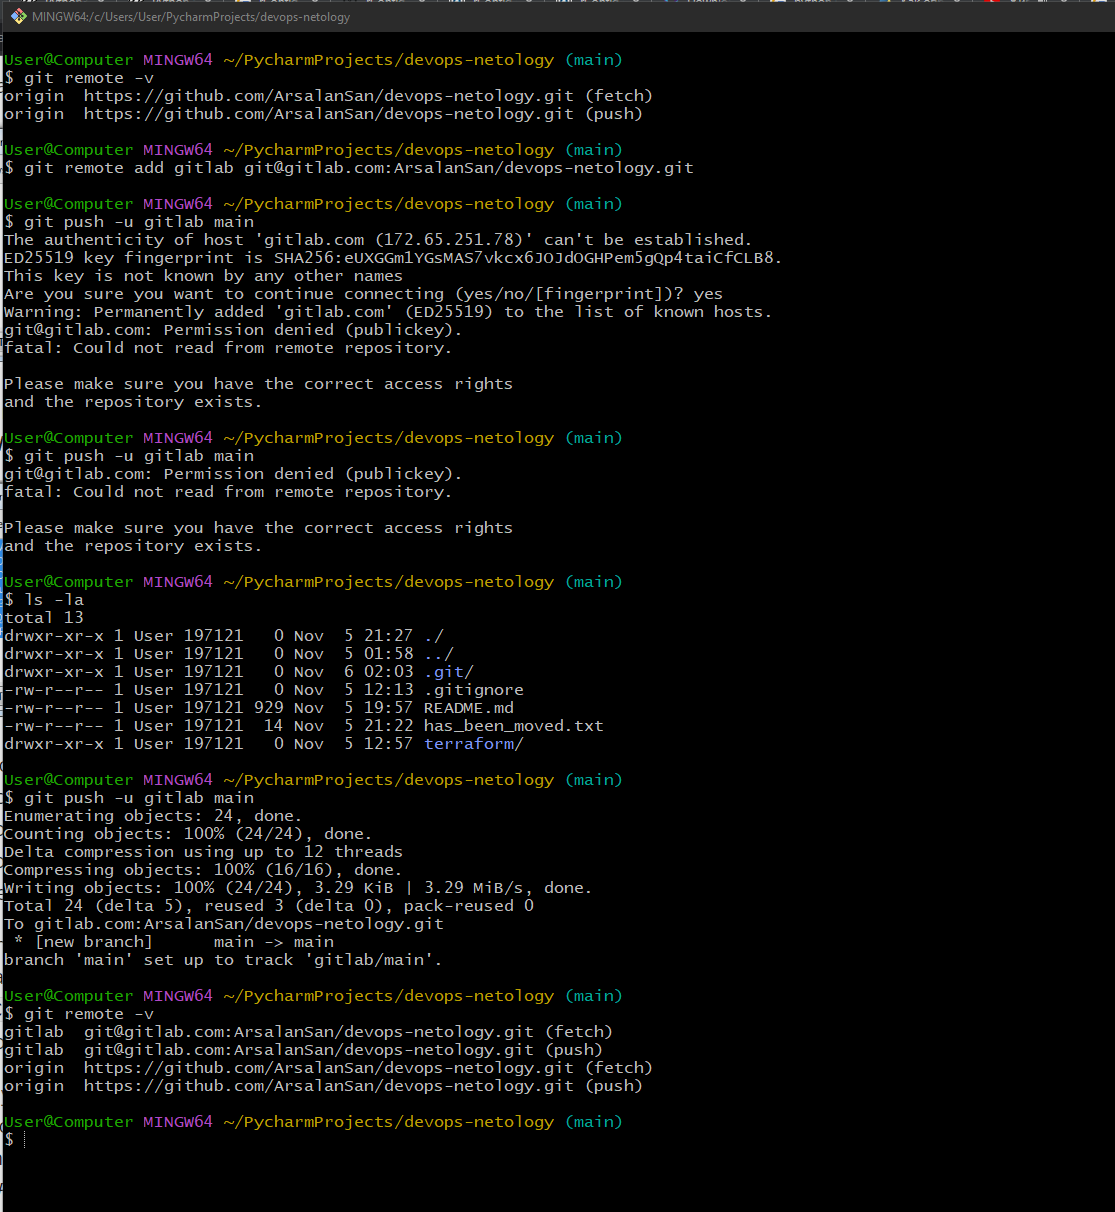 MINGW64:/c/Users/User/PycharmProjects/devops-netology
User@Computer MINGW64 ~/PycharmProjects/devops-netology (main)
$ git remote -v
origin  https://github.com/ArsalanSan/devops-netology.git (fetch)
origin  https://github.com/ArsalanSan/devops-netology.git (push)
User@Computer MINGW64 ~/PycharmProjects/devops-netology (main)
$ git remote add gitlab git@gitlab.com:ArsalanSan/devops-netology.git
User@Computer MINGW64 ~/PycharmProjects/devops-netology (main)
$ git push -u gitlab main
The authenticity of host 'gitlab.com (172.65.251.78)' can't be established.
ED25519 key fingerprint is SHA256:eUXGGm1YGsMAS7vkcx6JOJdOGHPem5gQp4taiCfCLB8.
This key is not known by any other names
Are you sure you want to continue connecting (yes/no/[fingerprint])? yes
Warning: Permanently added 'gitlab.com' (ED25519) to the list of known hosts.
git@gitlab.com: Permission denied (publickey).
fatal: Could not read from remote repository.
Please make sure you have the correct access rights
and the repository exists.
User@Computer MINGW64 ~/PycharmProjects/devops-netology (main)
$ git push -u gitlab main
git@gitlab.com: Permission denied (publickey).
fatal: Could not read from remote repository.
Please make sure you have the correct access rights
and the repository exists.
User@Computer MINGW64 ~/PycharmProjects/devops-netology (main)
$ ls -la
total 13
drwxr-xr-x 1 User 197121   0 Nov  5 21:27 ./
drwxr-xr-x 1 User 197121   0 Nov  5 01:58 ../
drwxr-xr-x 1 User 197121   0 Nov  6 02:03 .git/
-rw-r--r-- 1 User 197121   0 Nov  5 12:13 .gitignore
-rw-r--r-- 1 User 197121 929 Nov  5 19:57 README.md
-rw-r--r-- 1 User 197121  14 Nov  5 21:22 has_been_moved.txt
drwxr-xr-x 1 User 197121   0 Nov  5 12:57 terraform/
User@Computer MINGW64 ~/PycharmProjects/devops-netology (main)
$ git push -u gitlab main
Enumerating objects: 24, done.
Counting objects: 100% (24/24), done.
Delta compression using up to 12 threads
Compressing objects: 100% (16/16), done.
Writing objects: 100% (24/24), 3.29 KiB | 3.29 MiB/s, done.
Total 24 (delta 5), reused 3 (delta 0), pack-reused 0
To gitlab.com:ArsalanSan/devops-netology.git
 * [new branch]      main -> main
branch 'main' set up to track 'gitlab/main'.
User@Computer MINGW64 ~/PycharmProjects/devops-netology (main)
$ git remote -v
gitlab  git@gitlab.com:ArsalanSan/devops-netology.git (fetch)
gitlab  git@gitlab.com:ArsalanSan/devops-netology.git (push)
origin  https://github.com/ArsalanSan/devops-netology.git (fetch)
origin  https://github.com/ArsalanSan/devops-netology.git (push)
User@Computer MINGW64 ~/PycharmProjects/devops-netology (main)
$